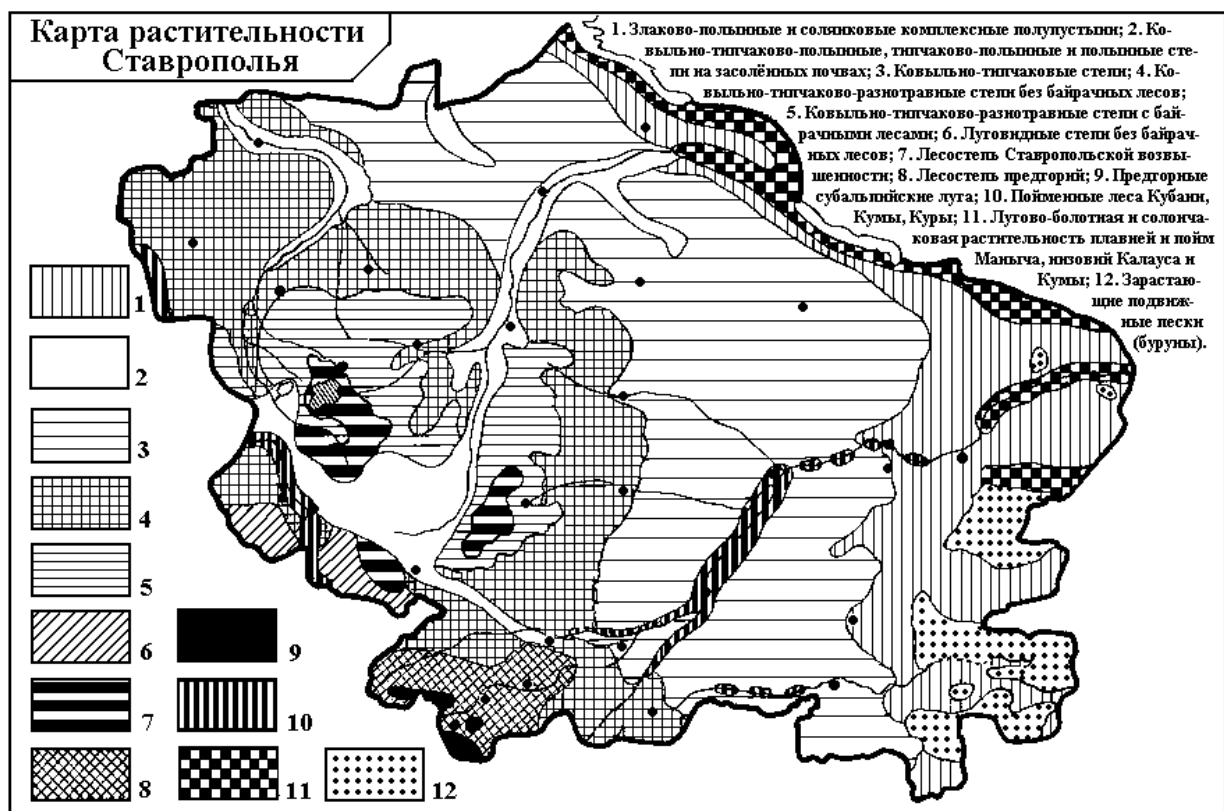 Карта растительности
Ставрополья
1. Злаково-полынные и солянковые комплексные полупустыни; 2. Ко-
выльно-типчаково-полынные, типчаково-полынные и полынные сте-
пи на засолённых почвах; 3. Ковыльно-типчаковые степи; 4. Ко-
выльно-типчаково-разнотравные степи без байрачных лесов;
5. Ковыльно-типчаково-разнотравные степи с бай-
рачными лесами; 6. Луговидные степи без байрач-
ных лесов; 7. Лесостепь Ставропольской возвы-
шенности; 8. Лесостепь предгорий; 9. Предгорные
субальпийские луга; 10. Пойменные леса Кубани,
Кумы, Куры; 11. Лугово-болотная и солонча-
ковая растительность плавней и пойм
Маныча, низовий Калауса и
Кумы; 12. Зарастаю-
щие подвиж-
ные пески
(буруны).
1
2
3
4
5
6
9
7
10
8
11
12